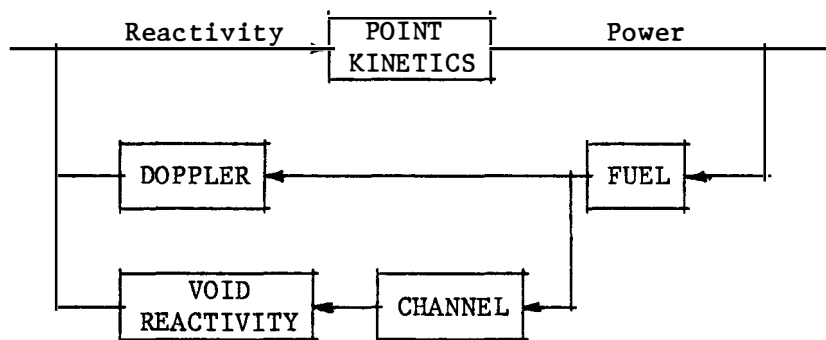 Reactivity
POINT
KINETICS
Power
DOPPLER
FUEL
VOID
REACTIVITY
CHANNEL